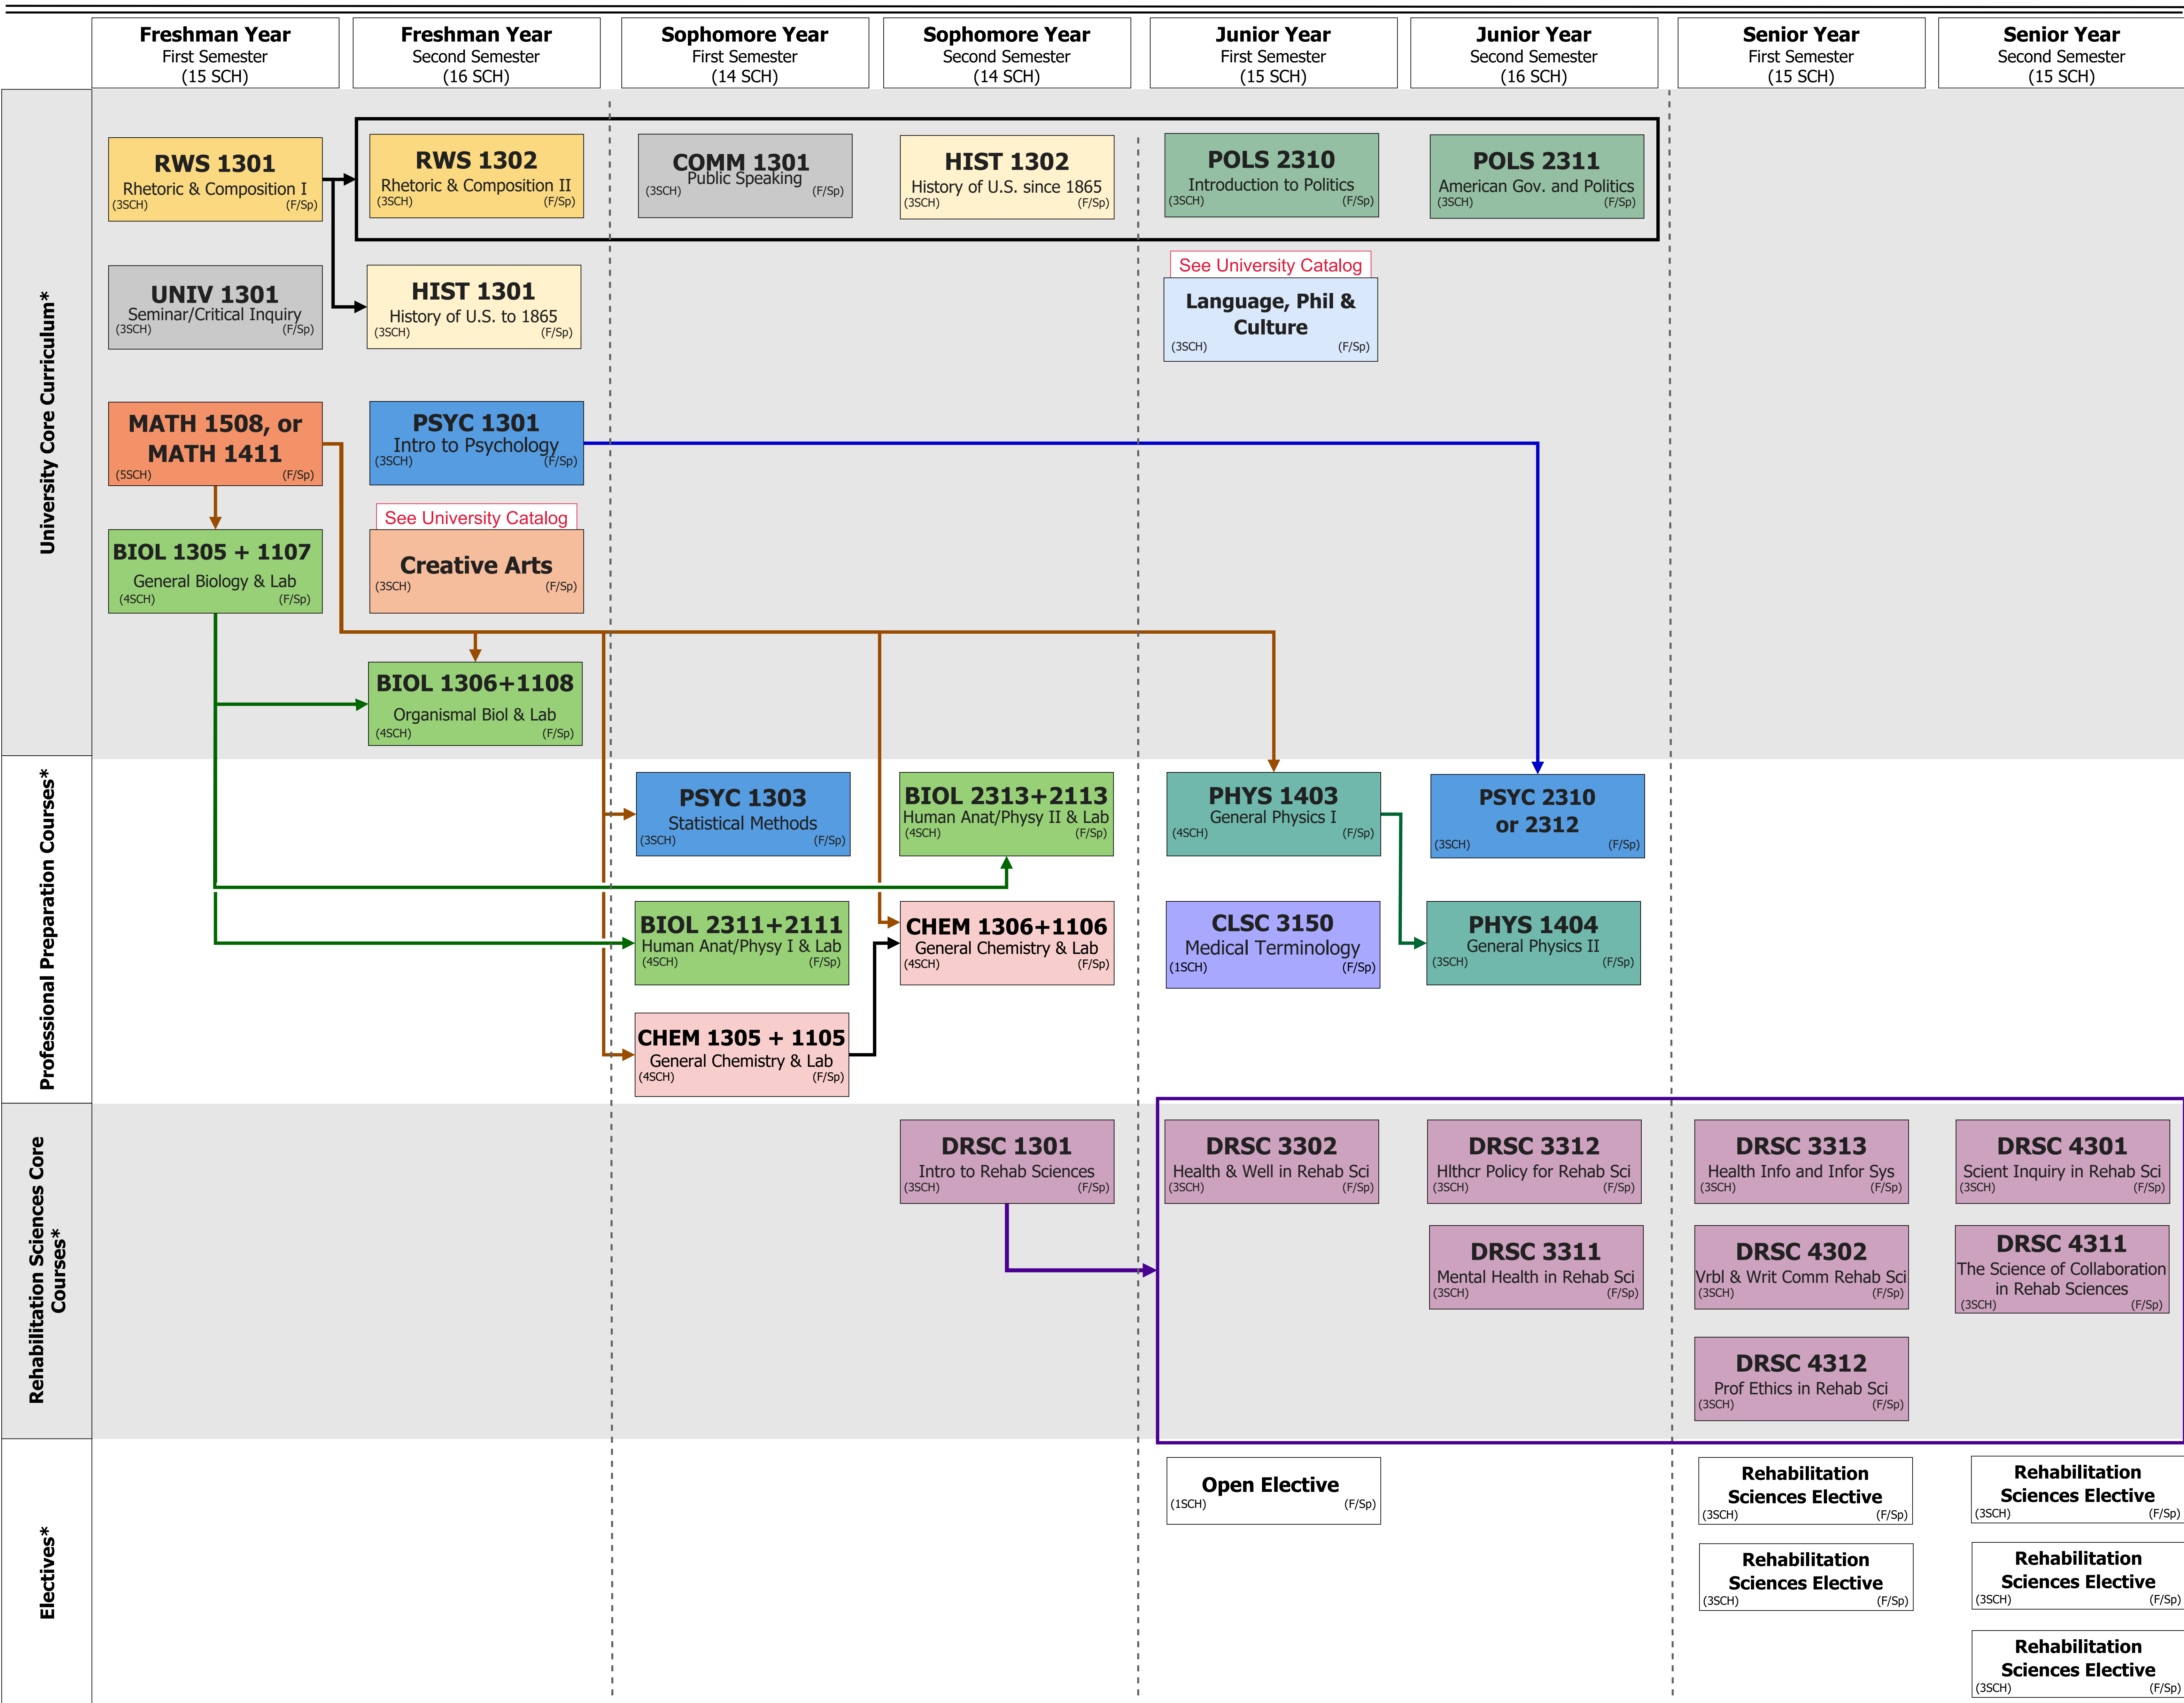 Freshman Year
First Semester
(15 SCH)
Freshman Year
Second Semester
(16 SCH)
Sophomore Year
First Semester
(14 SCH)
Sophomore Year
Second Semester
(14 SCH)
Junior Year
First Semester
(15 SCH)
Junior Year
Second Semester
(16 SCH)
Senior Year
First Semester
(15 SCH)
Senior Year
Second Semester
(15 SCH)
University Core Curriculum*
RWS 1301
Rhetoric & Composition I
(3SCH) (F/Sp)
RWS 1302
Rhetoric & Composition II
(3SCH) (F/Sp)
COMM 1301
Public Speaking
(3SCH) (F/Sp)
HIST 1302
History of U.S. since 1865
(3SCH) (F/Sp)
POLS 2310
Introduction to Politics
(3SCH) (F/Sp)
POLS 2311
American Gov. and Politics
(3SCH) (F/Sp)
UNIV 1301
Seminar/Critical Inquiry
(3SCH) (F/Sp)
HIST 1301
History of U.S. to 1865
(3SCH) (F/Sp)
See University Catalog
Language, Phil &
Culture
(3SCH) (F/Sp)
MATH 1508, or
MATH 1411
(5SCH) (F/Sp)
PSYC 1301
Intro to Psychology
(3SCH) (F/Sp)
BIOL 1305 + 1107
General Biology & Lab
(4SCH) (F/Sp)
See University Catalog
Creative Arts
(3SCH) (F/Sp)
BIOL 1306+1108
Organismal Biol & Lab
(4SCH) (F/Sp)
Professional Preparation Courses*
PSYC 1303
Statistical Methods
(3SCH) (F/Sp)
BIOL 2313+2113
Human Anat/Physy II & Lab
(4SCH) (F/Sp)
PHYS 1403
General Physics I
(4SCH) (F/Sp)
PSYC 2310
or 2312
(3SCH) (F/Sp)
BIOL 2311+2111
Human Anat/Physy I & Lab
(4SCH) (F/Sp)
CHEM 1306+1106
General Chemistry & Lab
(4SCH) (F/Sp)
CLSC 3150
Medical Terminology
(1SCH) (F/Sp)
PHYS 1404
General Physics II
(3SCH) (F/Sp)
CHEM 1305 + 1105
General Chemistry & Lab
(4SCH) (F/Sp)
Rehabilitation Sciences Core
Courses*
DRSC 1301
Intro to Rehab Sciences
(3SCH) (F/Sp)
DRSC 3302
Health & Well in Rehab Sci
(3SCH) (F/Sp)
DRSC 3312
Hlthcr Policy for Rehab Sci
(3SCH) (F/Sp)
DRSC 3313
Health Info and Infor Sys
(3SCH) (F/Sp)
DRSC 4301
Scient Inquiry in Rehab Sci
(3SCH) (F/Sp)
DRSC 3311
Mental Health in Rehab Sci
(3SCH) (F/Sp)
DRSC 4302
Vrbl & Writ Comm Rehab Sci
(3SCH) (F/Sp)
DRSC 4311
The Science of Collaboration
in Rehab Sciences
(3SCH) (F/Sp)
DRSC 4312
Prof Ethics in Rehab Sci
(3SCH) (F/Sp)
Electives*
Open Elective
(1SCH) (F/Sp)
Rehabilitation
Sciences Elective
(3SCH) (F/Sp)
Rehabilitation
Sciences Elective
(3SCH) (F/Sp)
Rehabilitation
Sciences Elective
(3SCH) (F/Sp)
Rehabilitation
Sciences Elective
(3SCH) (F/Sp)
Rehabilitation
Sciences Elective
(3SCH) (F/Sp)